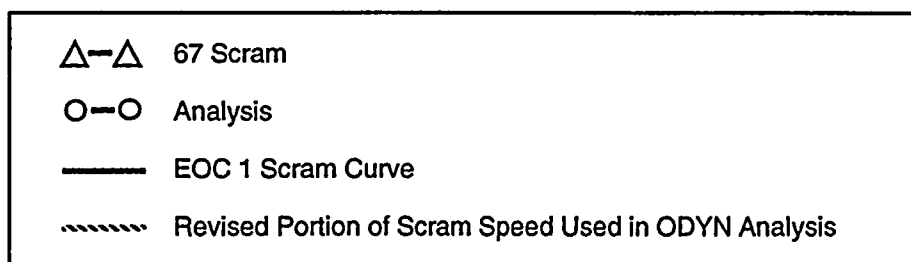 67 Scram
Analysis
EOC 1 Scram Curve
Revised Portion of Scram Speed Used in ODYN Analysis